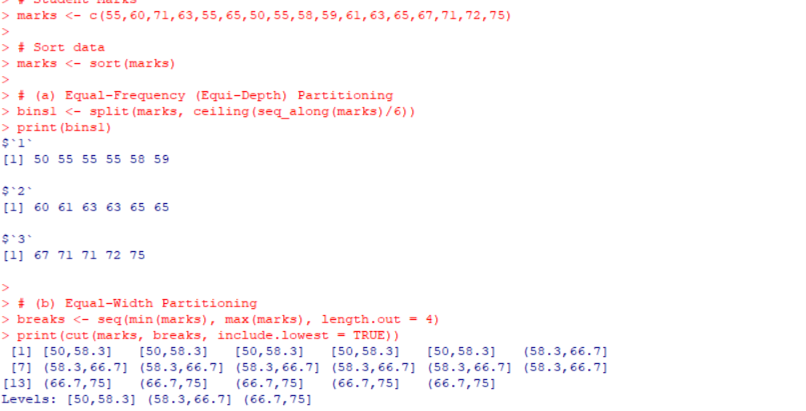 > # Student Marks
> marks <- c(55,60,71,63,55,65,50,55,58,59,61,63,65,67,71,72,75)
>
> # Sort data
> marks <- sort(marks)
>
> # (a) Equal-Frequency (Equi-Depth) Partitioning
> bins1 <- split(marks, ceiling(seq_along(marks)/6))
> print(bins1)
$`1`
[1] 50 55 55 55 58 59

$`2`
[1] 60 61 63 63 65 65

$`3`
[1] 67 71 71 72 75

>
> # (b) Equal-Width Partitioning
> breaks <- seq(min(marks), max(marks), length.out = 4)
> print(cut(marks, breaks, include.lowest = TRUE))
 [1] [50,58.3]   [50,58.3]   [50,58.3]   [50,58.3]   [50,58.3]   (58.3,66.7]
 [7] (58.3,66.7] (58.3,66.7] (58.3,66.7] (58.3,66.7] (58.3,66.7] (58.3,66.7]
[13] (66.7,75]   (66.7,75]   (66.7,75]   (66.7,75]   (66.7,75]
Levels: [50,58.3] (58.3,66.7] (66.7,75]